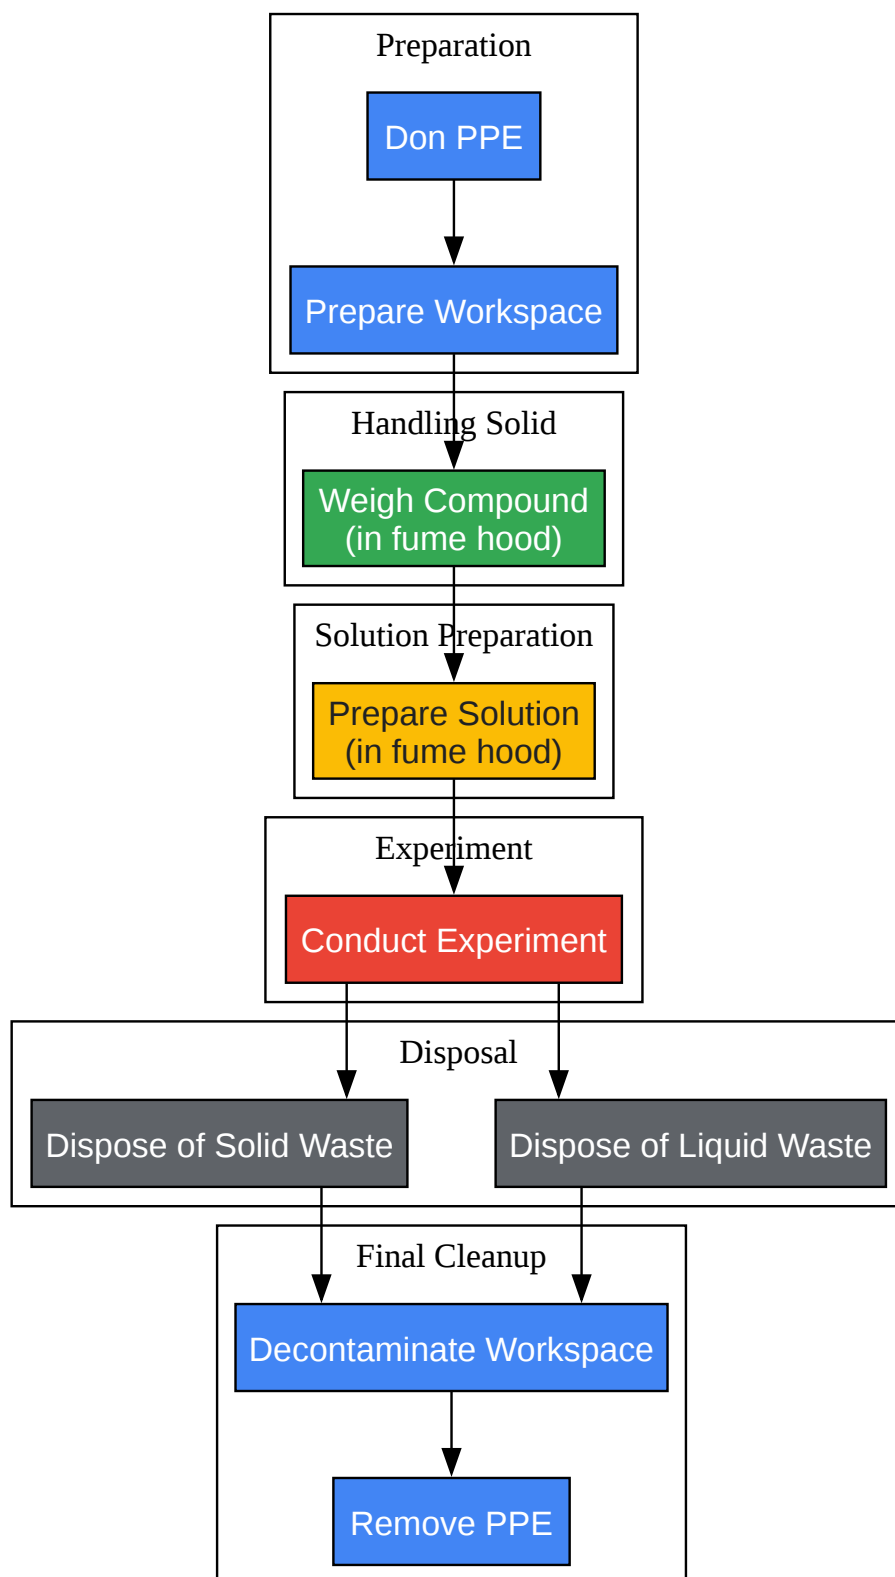 Preparation
Don PPE
Prepare Workspace
Handling Solid
Weigh Compound
(in fume hood)
Solution Preparation
Prepare Solution
(in fume hood)
Experiment
Conduct Experiment
Disposal
Dispose of Solid Waste
Dispose of Liquid Waste
Final Cleanup
Decontaminate Workspace
Remove PPE